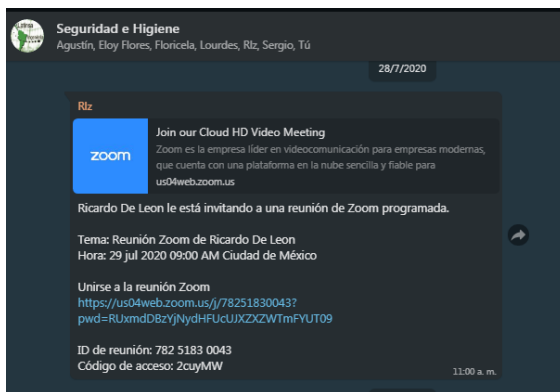 Seguridad e Higiene
Agustín, Eloy Flores, Floricela, Lourdes, Rlz, Sergio, Tú
28/7/2020
Rlz
zoom
Join our Cloud HD Video Meeting
Zoom es la empresa líder en videocomunicación para empresas modernas,
que cuenta con una plataforma en la nube sencilla y fiable para
us04web.zoom.us
Ricardo De Leon le está invitando a una reunión de Zoom programada.
Tema: Reunión Zoom de Ricardo De Leon
Hora: 29 jul 2020 09:00 AM Ciudad de México
Unirse a la reunión Zoom
https://us04web.zoom.us/j/78251830043?
pwd=RUxmdDBzYjNydHFUcUJXZXZWTmFYUT09
ID de reunión: 782 5183 0043
Código de acceso: 2cuyMW
11:00 a. m.